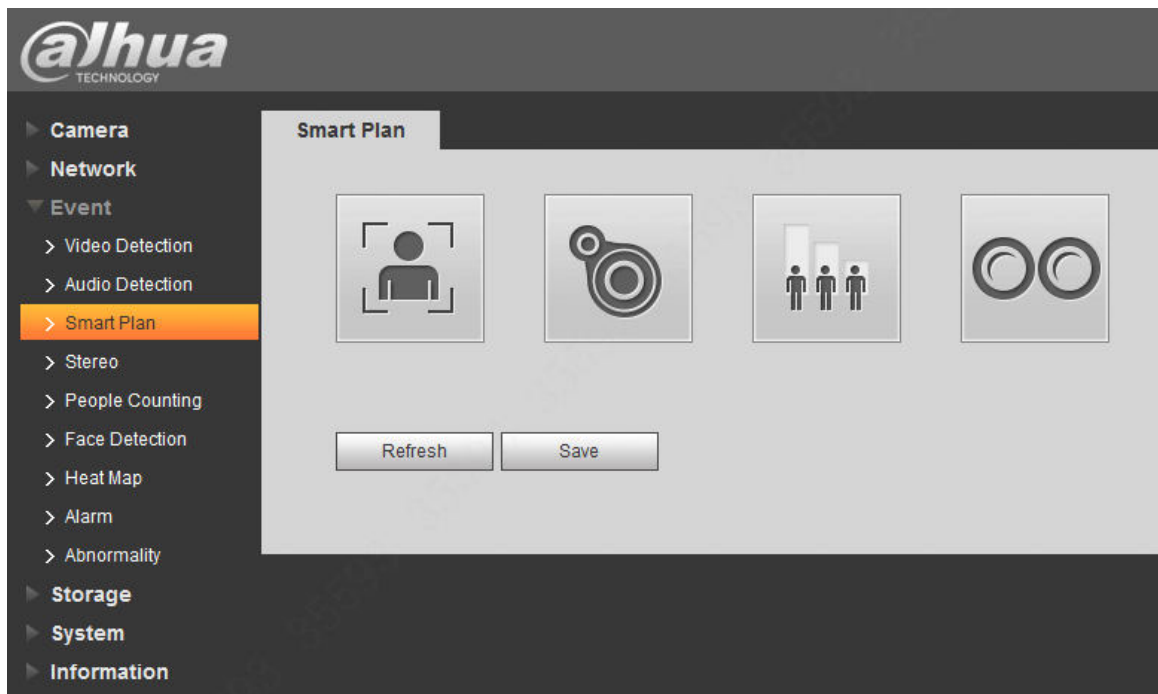 alhua
TECHNOLOGY
Camera
Network
Event
Video Detection
Audio Detection
Smart Plan
Stereo
People Counting
Face Detection
Heat Map
Alarm
Abnormality
Storage
System
Information
Smart Plan
Refresh
Save